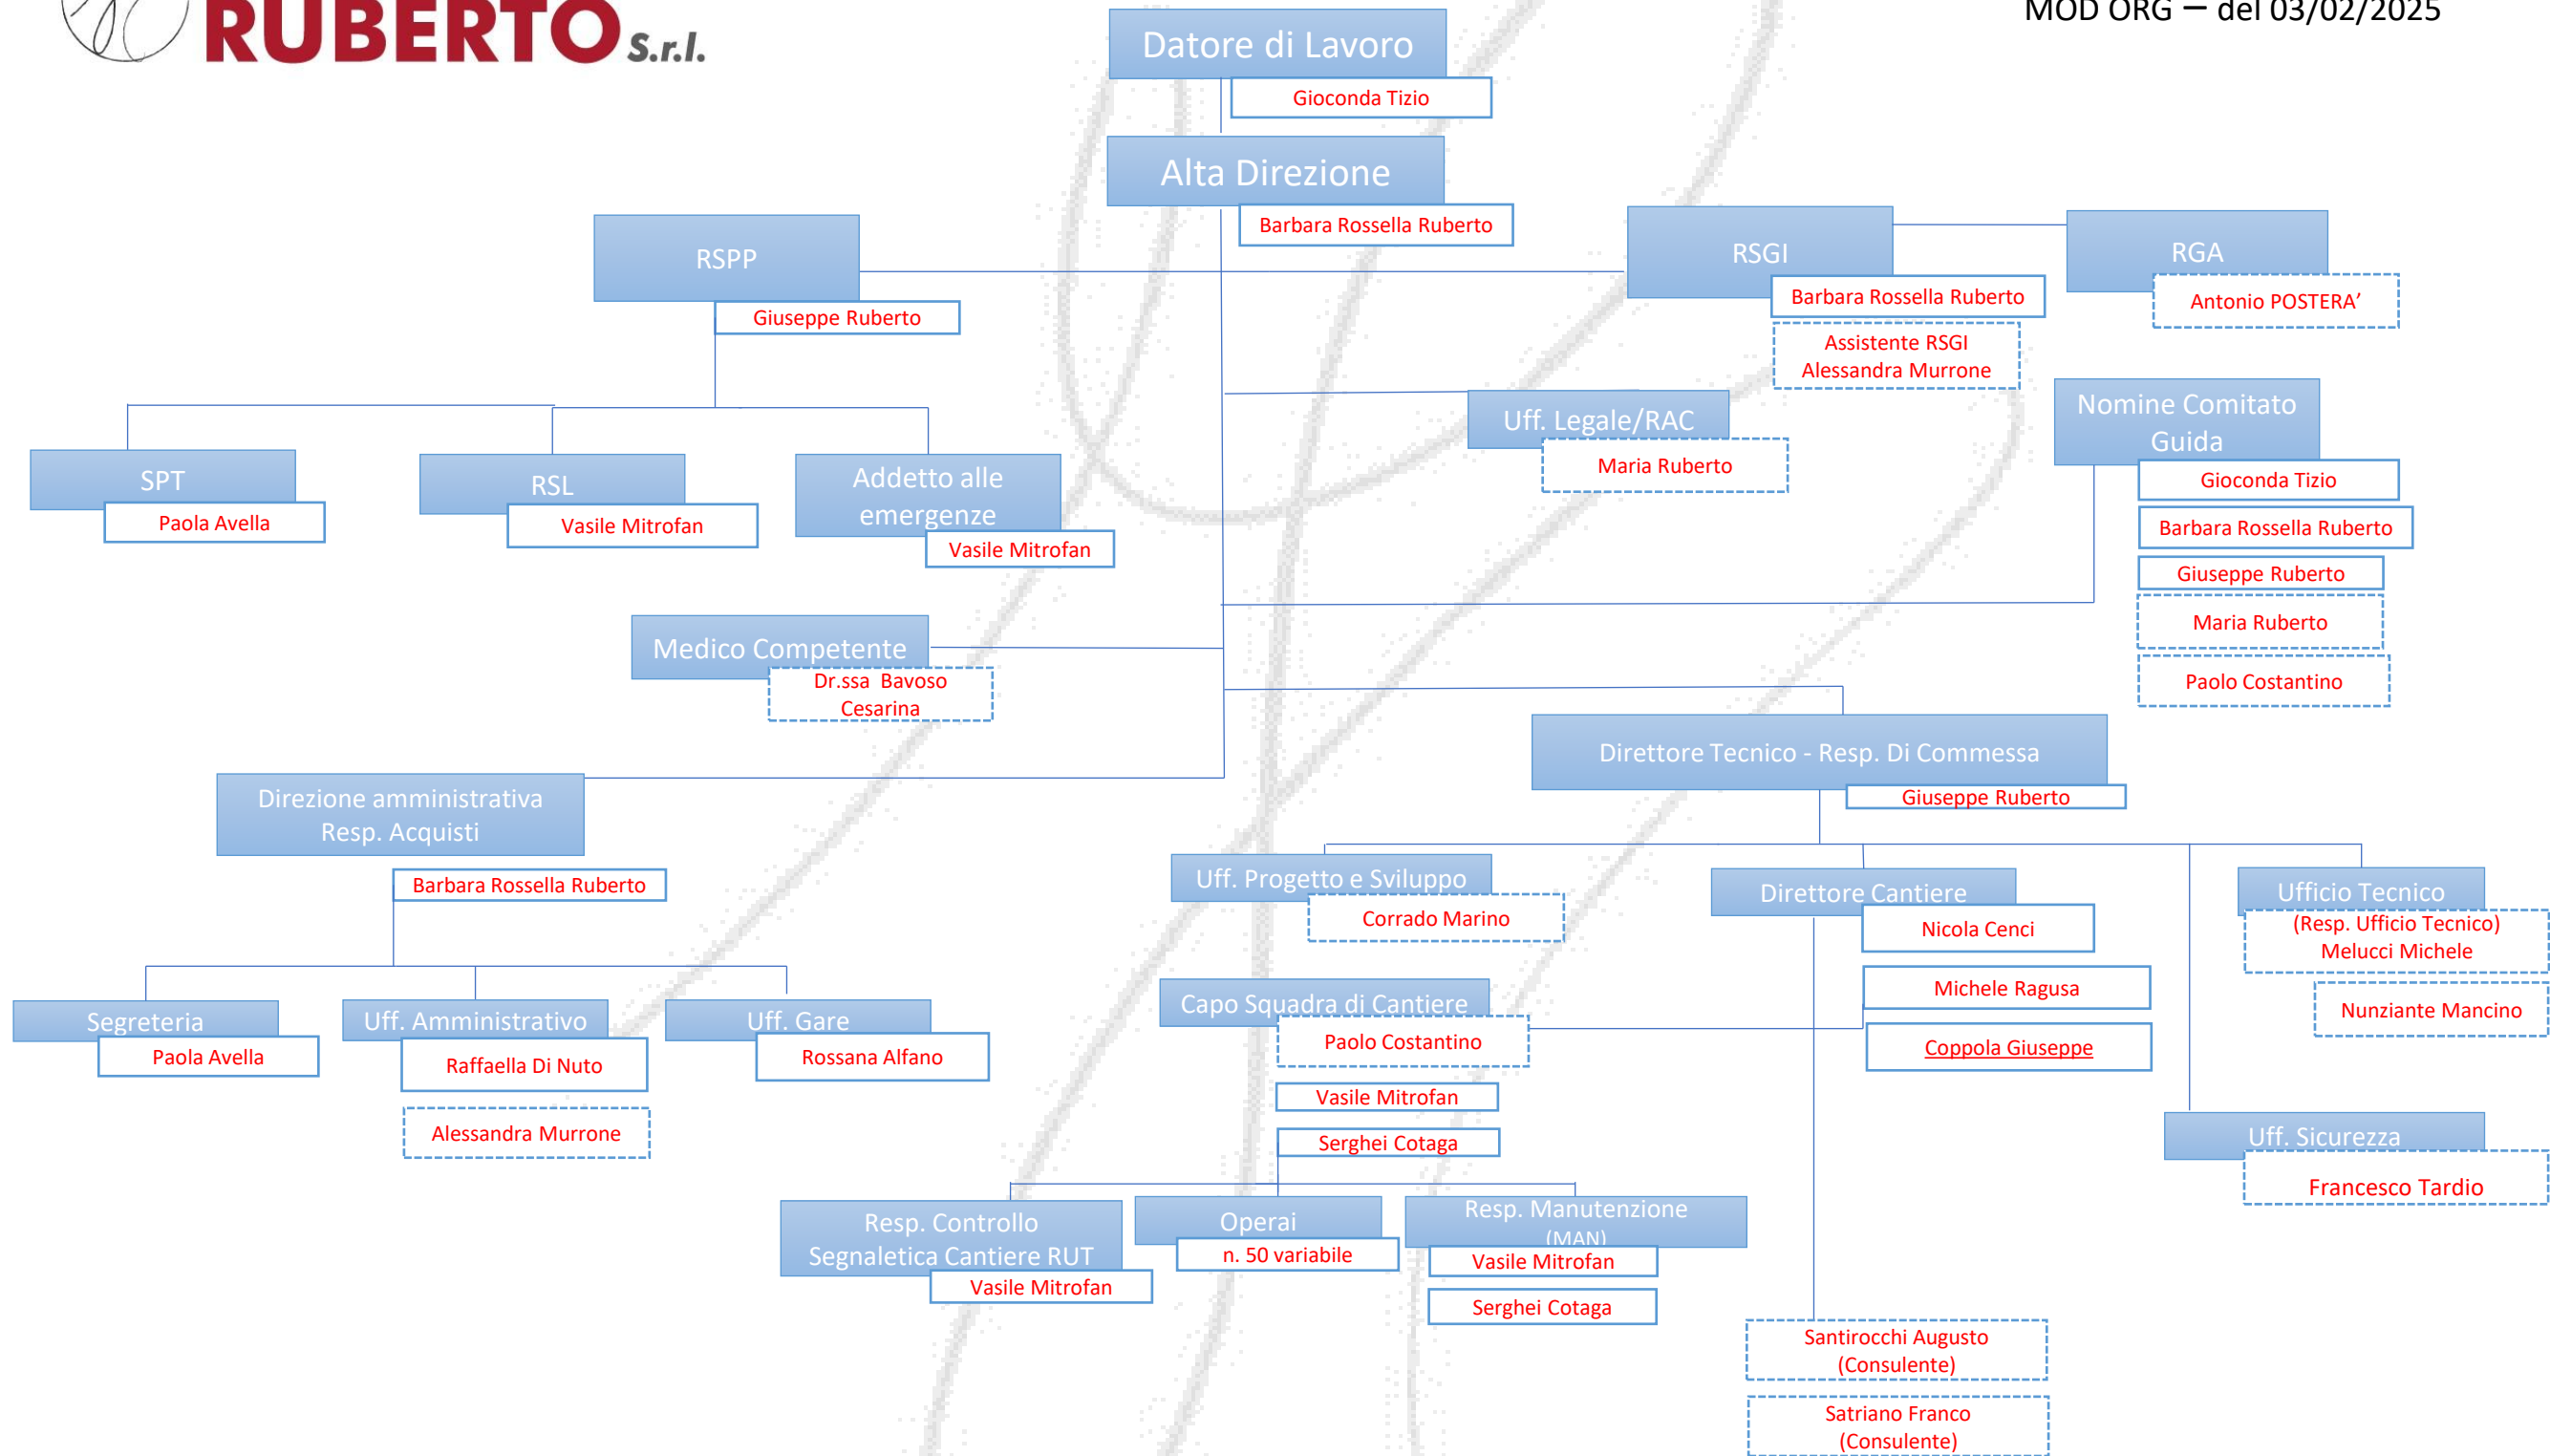 RUBERTO s.r.l.
MOD ORG – del 03/02/2025
Datore di Lavoro
Gioconda Tizio
Alta Direzione
Barbara Rossella Ruberto
RSPP
Giuseppe Ruberto
RSGI
Barbara Rossella Ruberto
Assistente RSGI
Alessandra Murrone
RGA
Antonio POSTERA’
Uff. Legale/RAC
Maria Ruberto
Nomine Comitato
Guida
Gioconda Tizio
Barbara Rossella Ruberto
Giuseppe Ruberto
Maria Ruberto
Paolo Costantino
SPT
Paola Avella
RSL
Vasile Mitrofan
Addetto alle
emergenze
Vasile Mitrofan
Medico Competente
Dr.ssa Bavoso
Cesarina
Direttore Tecnico - Resp. Di Commessa
Giuseppe Ruberto
Direzione amministrativa
Resp. Acquisti
Barbara Rossella Ruberto
Segreteria
Paola Avella
Uff. Amministrativo
Raffaella Di Nuto
Alessandra Murrone
Uff. Gare
Rossana Alfano
Uff. Progetto e Sviluppo
Corrado Marino
Direttore Cantiere
Nicola Cenci
Michele Ragusa
Coppola Giuseppe
Ufficio Tecnico
(Resp. Ufficio Tecnico)
Melucci Michele
Nunziante Mancino
Capo Squadra di Cantiere
Paolo Costantino
Vasile Mitrofan
Serghei Cotaga
Uff. Sicurezza
Francesco Tardio
Resp. Controllo
Segnaletica Cantiere RUT
Vasile Mitrofan
Operai
n. 50 variabile
Resp. Manutenzione
(MAN)
Vasile Mitrofan
Serghei Cotaga
Santirocchi Augusto
(Consulente)
Satriano Franco
(Consulente)